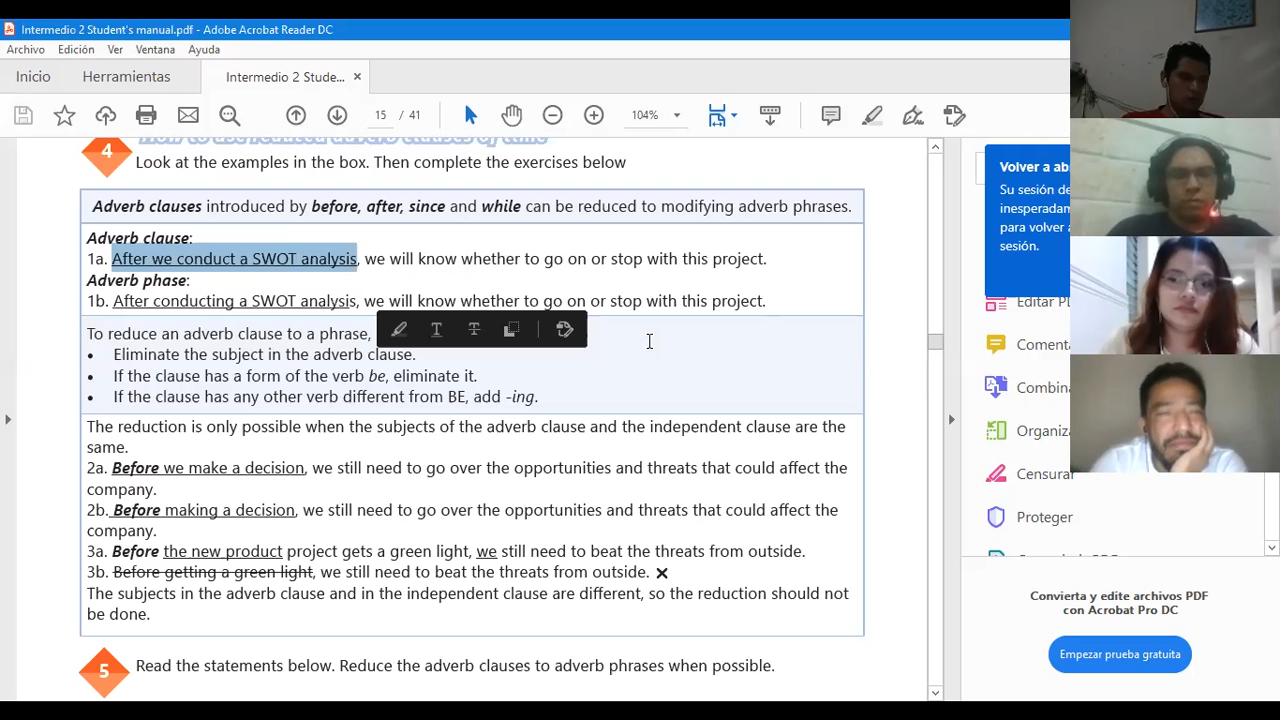 Intermedio 2 Student's manual.pdf - Adobe Acrobat Reader DC
Archivo Edición Ver Ventana Ayuda
Inicio Herramientas Intermedio 2 Stude... ×
15 / 41 104%
4 How to use reduced adverb clauses of time
Look at the examples in the box. Then complete the exercises below
Adverb clauses introduced by before, after, since and while can be reduced to modifying adverb phrases.
Adverb clause:
1a. After we conduct a SWOT analysis, we will know whether to go on or stop with this project.
Adverb phase:
1b. After conducting a SWOT analysis, we will know whether to go on or stop with this project.
To reduce an adverb clause to a phrase,
• Eliminate the subject in the adverb clause.
• If the clause has a form of the verb be, eliminate it.
• If the clause has any other verb different from BE, add -ing.
The reduction is only possible when the subjects of the adverb clause and the independent clause are the
same.
2a. Before we make a decision, we still need to go over the opportunities and threats that could affect the
company.
2b. Before making a decision, we still need to go over the opportunities and threats that could affect the
company.
3a. Before the new product project gets a green light, we still need to beat the threats from outside.
3b. Before getting a green light, we still need to beat the threats from outside. ×
The subjects in the adverb clause and in the independent clause are different, so the reduction should not
be done.
5 Read the statements below. Reduce the adverb clauses to adverb phrases when possible.
Volver a ab
Su sesión de
inesperadam
para volver a
sesión.
Editar PD
Comenta
Combina
Organiza
Censurar
Proteger
Convierta y edite archivos PDF
con Acrobat Pro DC
Empezar prueba gratuita